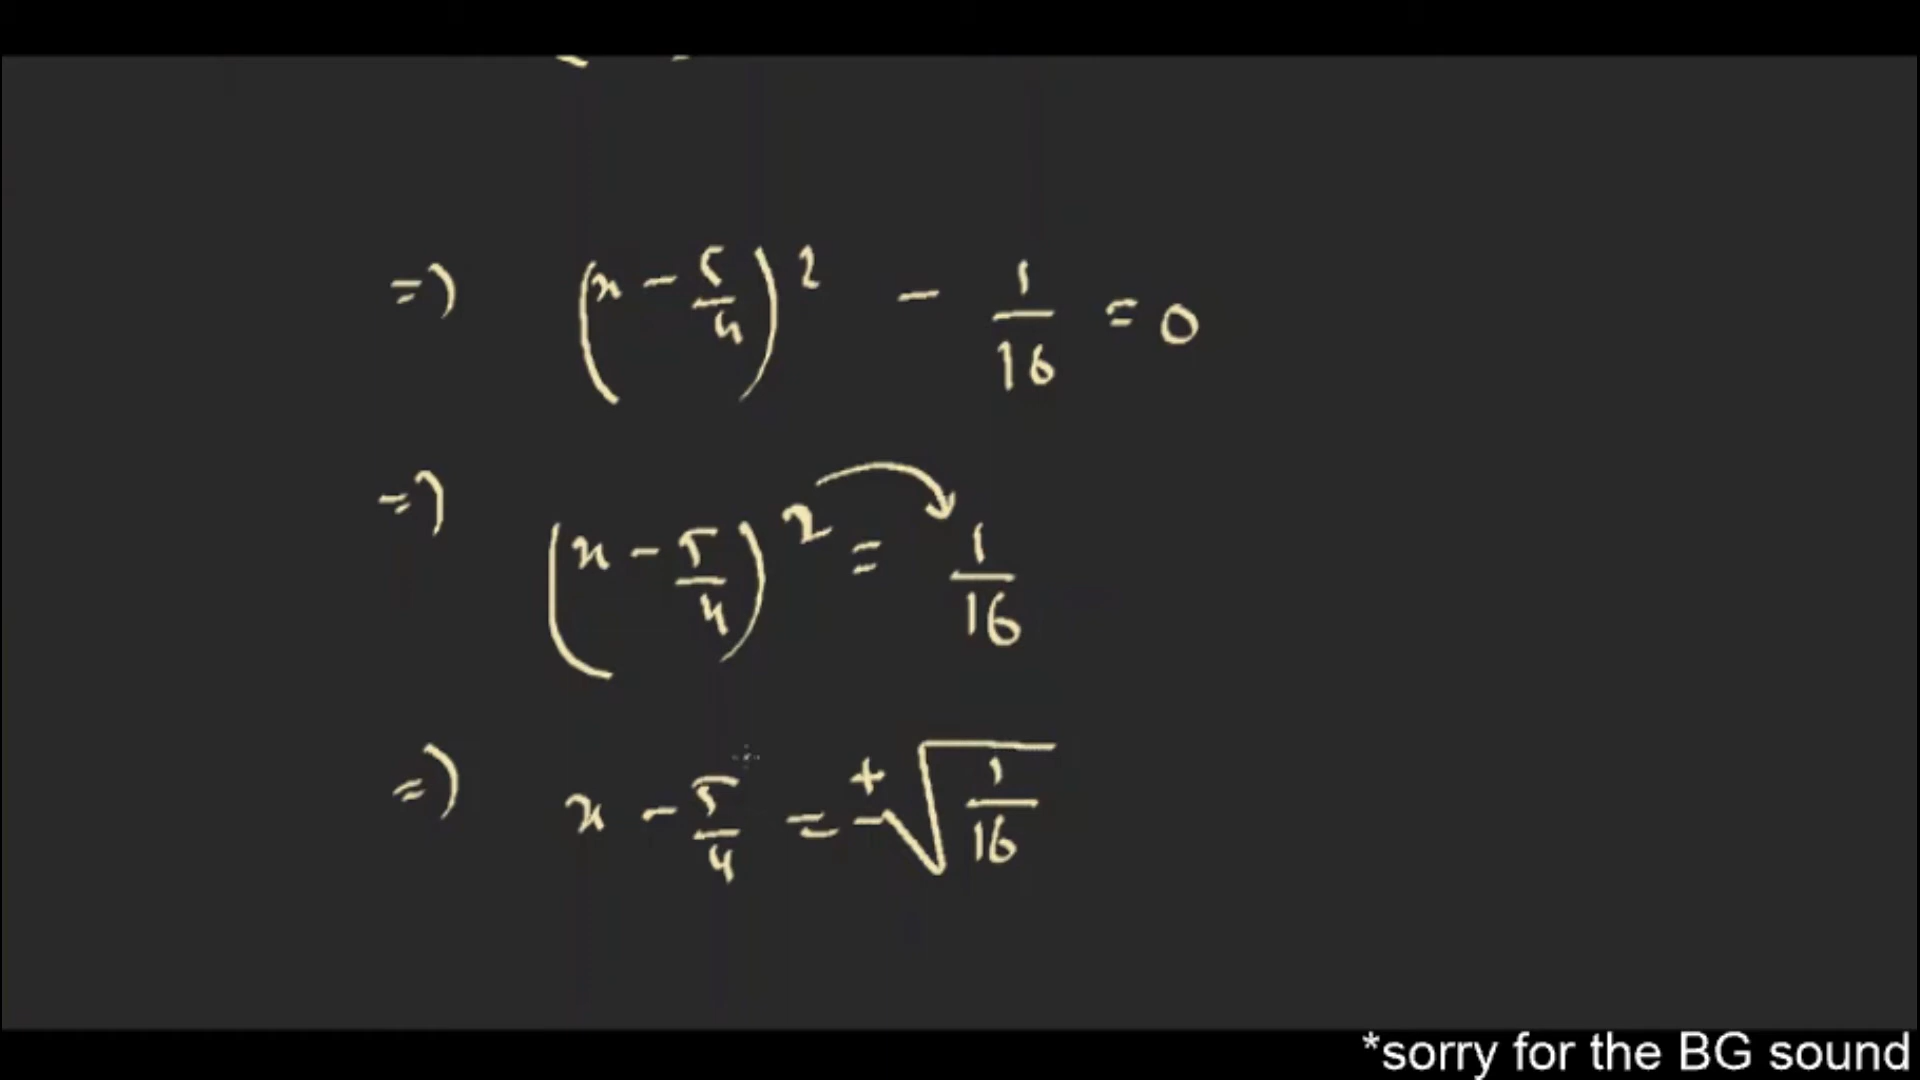 => (x - 5/4)² - 1/16 = 0
=> (x - 5/4)² = 1/16
=> x - 5/4 = ±√(1/16)
*sorry for the BG sound